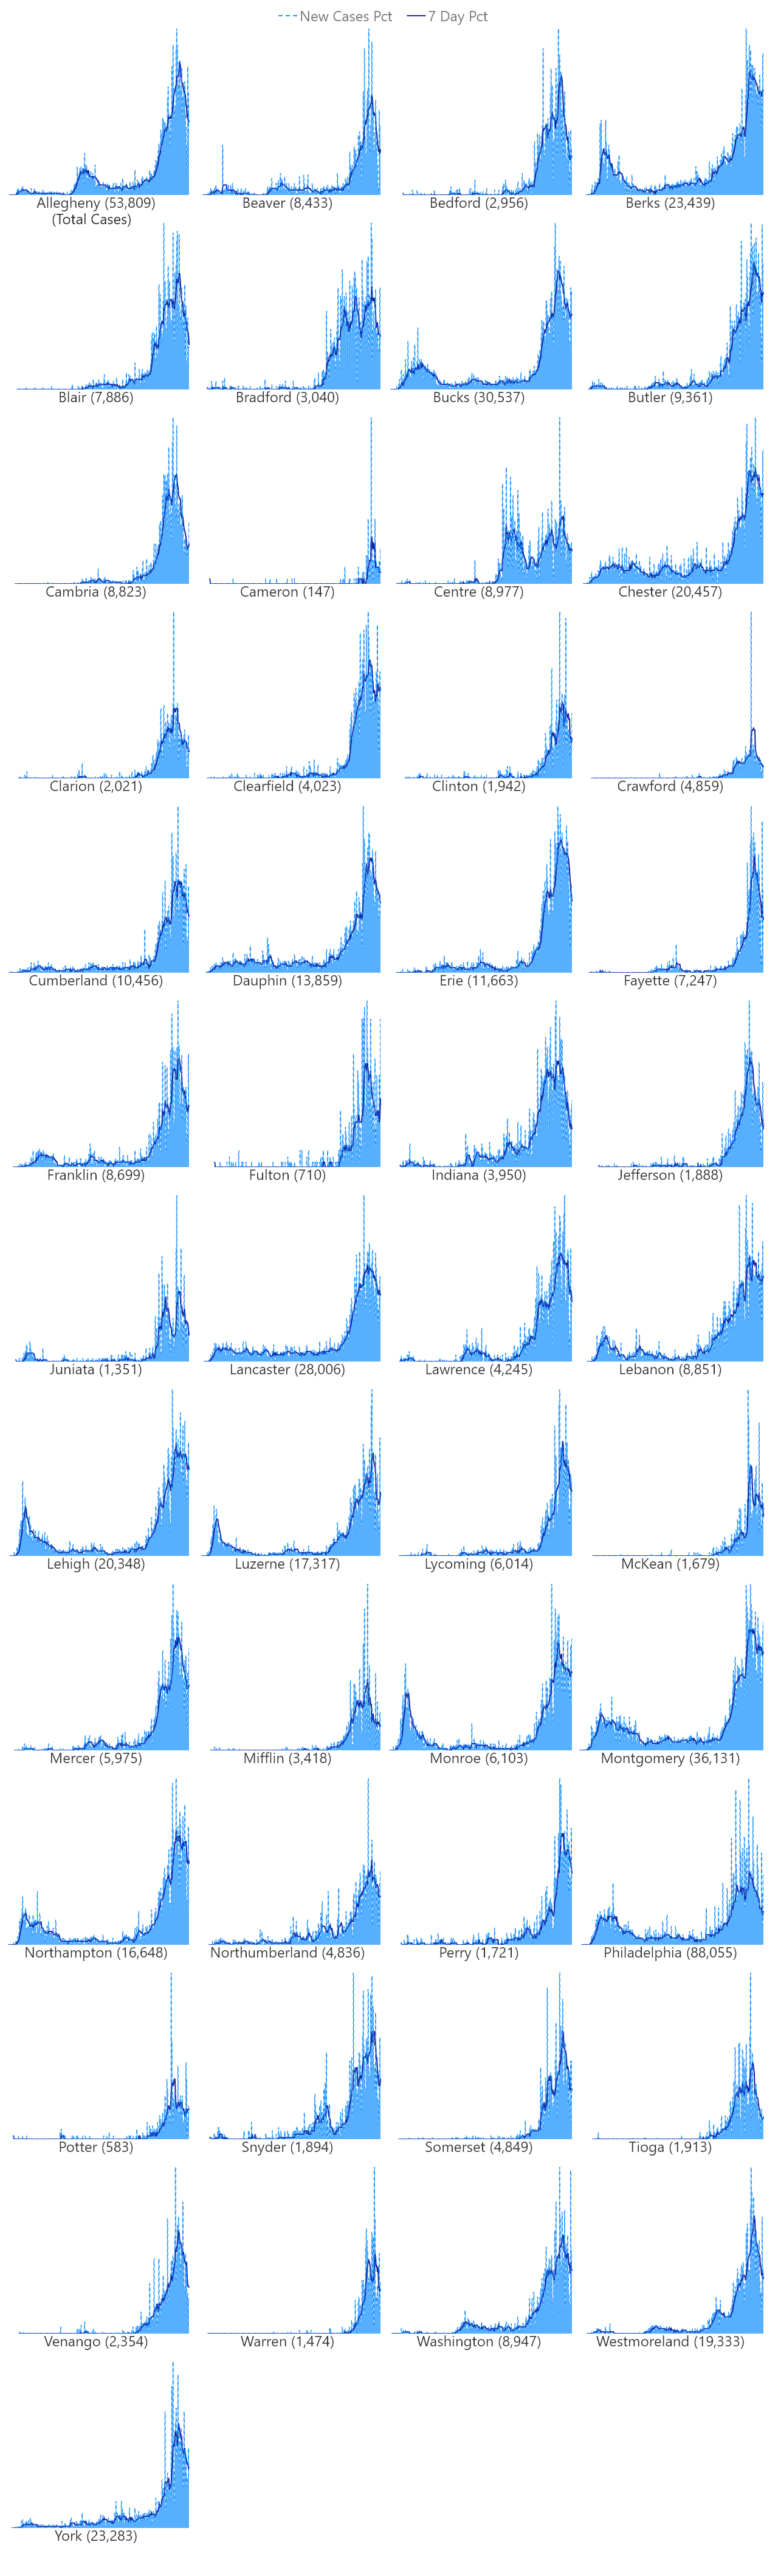 New Cases Pct 7 Day Pct
Allegheny (53,809) Beaver (8,433) Bedford (2,956) Berks (23,439)
(Total Cases)
Blair (7,886) Bradford (3,040) Bucks (30,537) Butler (9,361)
Cambria (8,823) Cameron (147) Centre (8,977) Chester (20,457)
Clarion (2,021) Clearfield (4,023) Clinton (1,942) Crawford (4,859)
Cumberland (10,456) Dauphin (13,859) Erie (11,663) Fayette (7,247)
Franklin (8,699) Fulton (710) Indiana (3,950) Jefferson (1,888)
Juniata (1,351) Lancaster (28,006) Lawrence (4,245) Lebanon (8,851)
Lehigh (20,348) Luzerne (17,317) Lycoming (6,014) McKean (1,679)
Mercer (5,975) Mifflin (3,418) Monroe (6,103) Montgomery (36,131)
Northampton (16,648) Northumberland (4,836) Perry (1,721) Philadelphia (88,055)
Potter (583) Snyder (1,894) Somerset (4,849) Tioga (1,913)
Venango (2,354) Warren (1,474) Washington (8,947) Westmoreland (19,333)
York (23,283)